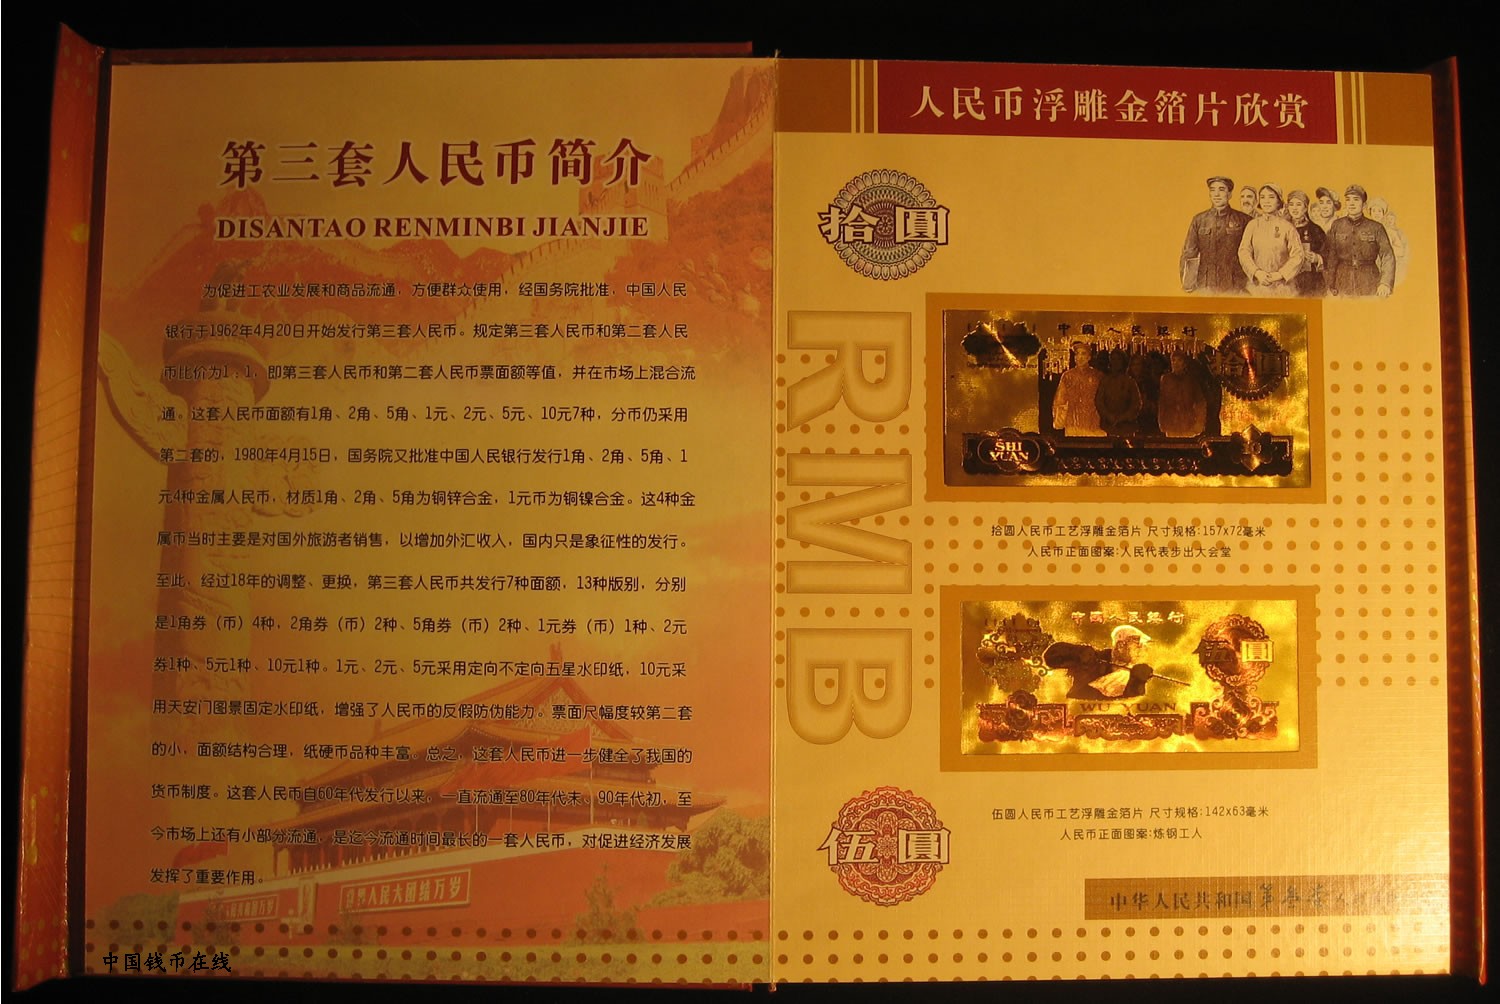 第三套人民币简介
DISANTAO RENMINBI JIANJIE
为促进工农业发展和商品流通，方便群众使用，经国务院批准，中国人民
银行于1962年4月20日开始发行第三套人民币。规定第三套人民币和第二套人民
币比价为1：1，即第三套人民币和第二套人民币票面额等值，并在市场上混合流
通。这套人民币面额有1角、2角、5角、1元、2元、5元、10元7种，分币仍采用
第二套的，1980年4月15日，国务院又批准中国人民银行发行1角、2角、5角、1
元4种金属人民币，材质1角、2角、5角为铜锌合金，1元币为铜镍合金。这4种金
属币当时主要是对国外旅游者销售，以增加外汇收入，国内只是象征性的发行。
至此，经过18年的调整、更换，第三套人民币共发行7种面额，13种版别，分别
是1角券（币）4种，2角券（币）2种、5角券（币）2种、1元券（币）1种、2元
券1种、5元1种、10元1种。1元、2元、5元采用定向不定向五星水印纸，10元采
用天安门图景固定水印纸，增强了人民币的反假防伪能力。票面尺幅度较第二套
的小，面额结构合理，纸硬币品种丰富。总之，这套人民币进一步健全了我国的
货币制度。这套人民币自60年代发行以来，一直流通至80年代末、90年代初，至
今市场上还有小部分流通，是迄今流通时间最长的一套人民币，对促进经济发展
发挥了重要作用。
世界人民大团结万岁
中国钱币在线
人民币浮雕金箔片欣赏
拾圓
RMB
中國人民銀行
拾圓
SHI
YUAN
拾圆人民币工艺浮雕金箔片 尺寸规格:157x72毫米
人民币正面图案:人民代表步出大会堂
中國人民銀行
伍圓
WU YUAN
伍圆人民币工艺浮雕金箔片 尺寸规格:142x63毫米
人民币正面图案:炼钢工人
伍圓
中华人民共和国第叁套